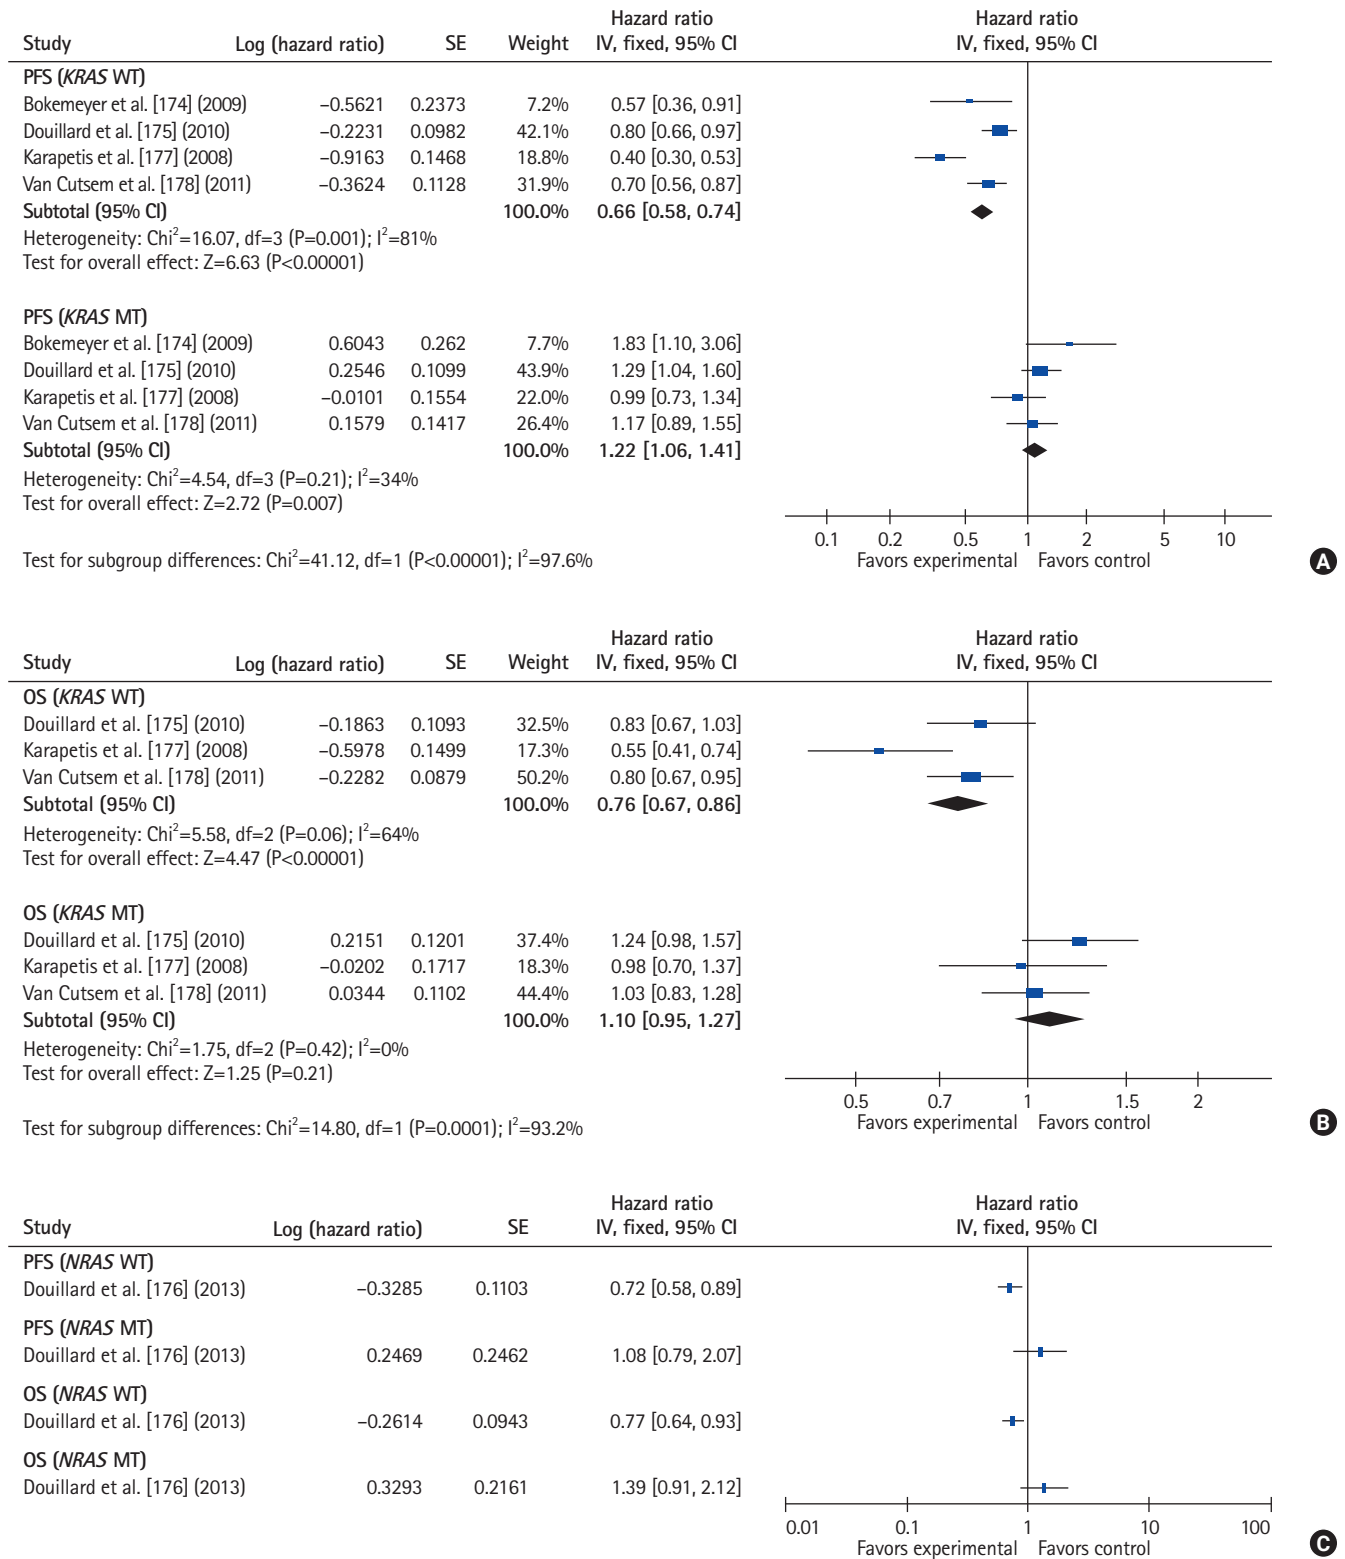 Hazard ratio Hazard ratio
Study Log (hazard ratio) SE Weight IV, fixed, 95% CI IV, fixed, 95% CI
PFS (KRAS WT)
Bokemeyer et al. [174] (2009) −0.5621 0.2373 7.2% 0.57 [0.36, 0.91]
Douillard et al. [175] (2010) −0.2231 0.0982 42.1% 0.80 [0.66, 0.97]
Karapetis et al. [177] (2008) −0.9163 0.1468 18.8% 0.40 [0.30, 0.53]
Van Cutsem et al. [178] (2011) −0.3624 0.1128 31.9% 0.70 [0.56, 0.87]
Subtotal (95% CI) 100.0% 0.66 [0.58, 0.74]
Heterogeneity: Chi²=16.07, df=3 (P=0.001); I²=81%
Test for overall effect: Z=6.63 (P<0.00001)
PFS (KRAS MT)
Bokemeyer et al. [174] (2009) 0.6043 0.262 7.7% 1.83 [1.10, 3.06]
Douillard et al. [175] (2010) 0.2546 0.1099 43.9% 1.29 [1.04, 1.60]
Karapetis et al. [177] (2008) −0.0101 0.1554 22.0% 0.99 [0.73, 1.34]
Van Cutsem et al. [178] (2011) 0.1579 0.1417 26.4% 1.17 [0.89, 1.55]
Subtotal (95% CI) 100.0% 1.22 [1.06, 1.41]
Heterogeneity: Chi²=4.54, df=3 (P=0.21); I²=34%
Test for overall effect: Z=2.72 (P=0.007)
0.1 0.2 0.5 1 2 5 10
Test for subgroup differences: Chi²=41.12, df=1 (P<0.00001); I²=97.6% Favors experimental Favors control A
Hazard ratio Hazard ratio
Study Log (hazard ratio) SE Weight IV, fixed, 95% CI IV, fixed, 95% CI
OS (KRAS WT)
Douillard et al. [175] (2010) −0.1863 0.1093 32.5% 0.83 [0.67, 1.03]
Karapetis et al. [177] (2008) −0.5978 0.1499 17.3% 0.55 [0.41, 0.74]
Van Cutsem et al. [178] (2011) −0.2282 0.0879 50.2% 0.80 [0.67, 0.95]
Subtotal (95% CI) 100.0% 0.76 [0.67, 0.86]
Heterogeneity: Chi²=5.58, df=2 (P=0.06); I²=64%
Test for overall effect: Z=4.47 (P<0.00001)
OS (KRAS MT)
Douillard et al. [175] (2010) 0.2151 0.1201 37.4% 1.24 [0.98, 1.57]
Karapetis et al. [177] (2008) −0.0202 0.1717 18.3% 0.98 [0.70, 1.37]
Van Cutsem et al. [178] (2011) 0.0344 0.1102 44.4% 1.03 [0.83, 1.28]
Subtotal (95% CI) 100.0% 1.10 [0.95, 1.27]
Heterogeneity: Chi²=1.75, df=2 (P=0.42); I²=0%
Test for overall effect: Z=1.25 (P=0.21)
0.5 0.7 1 1.5 2
Test for subgroup differences: Chi²=14.80, df=1 (P=0.0001); I²=93.2% Favors experimental Favors control B
Hazard ratio Hazard ratio
Study Log (hazard ratio) SE IV, fixed, 95% CI IV, fixed, 95% CI
PFS (NRAS WT)
Douillard et al. [176] (2013) −0.3285 0.1103 0.72 [0.58, 0.89]
PFS (NRAS MT)
Douillard et al. [176] (2013) 0.2469 0.2462 1.08 [0.79, 2.07]
OS (NRAS WT)
Douillard et al. [176] (2013) −0.2614 0.0943 0.77 [0.64, 0.93]
OS (NRAS MT)
Douillard et al. [176] (2013) 0.3293 0.2161 1.39 [0.91, 2.12]
0.01 0.1 1 10 100
Favors experimental Favors control C